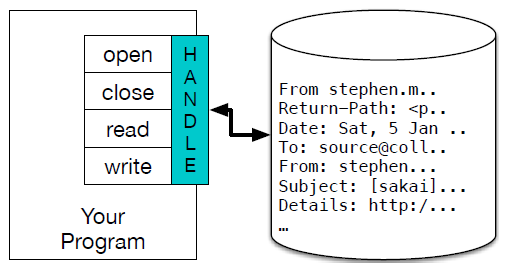 open
close
read
write
HANDLE
Your
Program
From stephen.m..
Return-Path: <p..
Date: Sat, 5 Jan ..
To: source@coll..
From: stephen...
Subject: [sakai]...
Details: http:/...
…